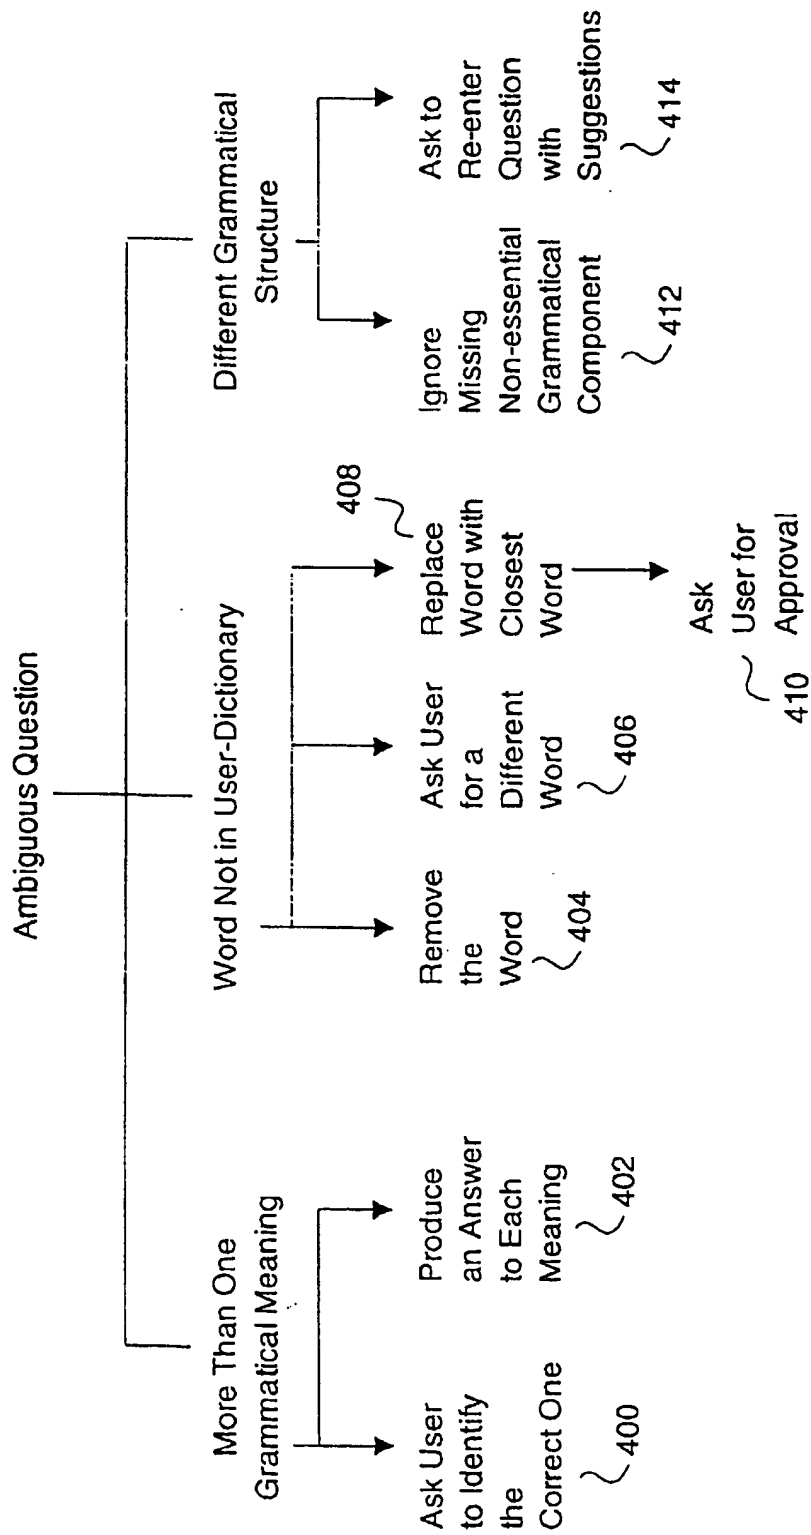 Ambiguous Question
More Than One
Grammatical Meaning
Ask User
to Identify
the
Correct One
400
Produce
an Answer
to Each
Meaning
402
Word Not in User-Dictionary
Remove
the
Word
404
Ask User
for a
Different
Word
406
408
Replace
Word with
Closest
Word
Ask
User for
Approval
410
Different Grammatical
Structure
Ignore
Missing
Non-essential
Grammatical
Component
412
Ask to
Re-enter
Question
with
Suggestions
414